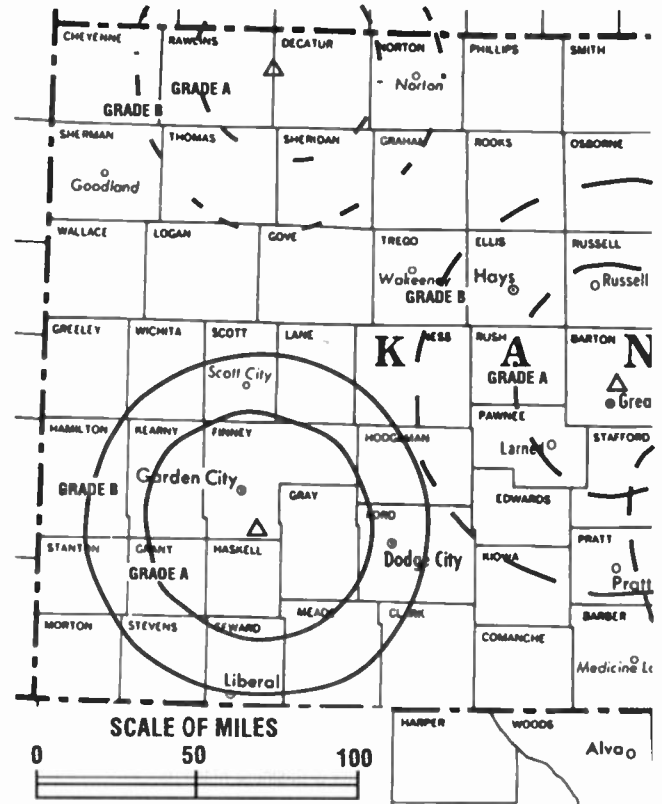 CHEYENNE RAWLINS DECATUR NORTON PHILLIPS SMITH
Norton
GRADE A
GRADE B
SHERMAN THOMAS SHERIDAN GRAHAM ROOKS OSBORNE
Goodland
WALLACE LOGAN GOVE TREGO ELLIS RUSSELL
Wakeeney Hays Russell
GRADE B
GREELEY WICHITA SCOTT LANE NESS RUSH BARTON
K A N
Scott City
GRADE A
Grea
PAWNEE
HAMILTON KEARNY FINNEY HODGEMAN STAFFORD
Larned
Garden City
GRADE B
GRAY
EDWARDS
FORD
STANTON GRANT HASKELL PRATT
Dodge City
KIOWA
GRADE A
Pratt
MEADE CLARK BARBER
MORTON STEVENS SEWARD
COMANCHE
Medicine Lo
Liberal
SCALE OF MILES
HARPER WOODS
Alva
0 50 100